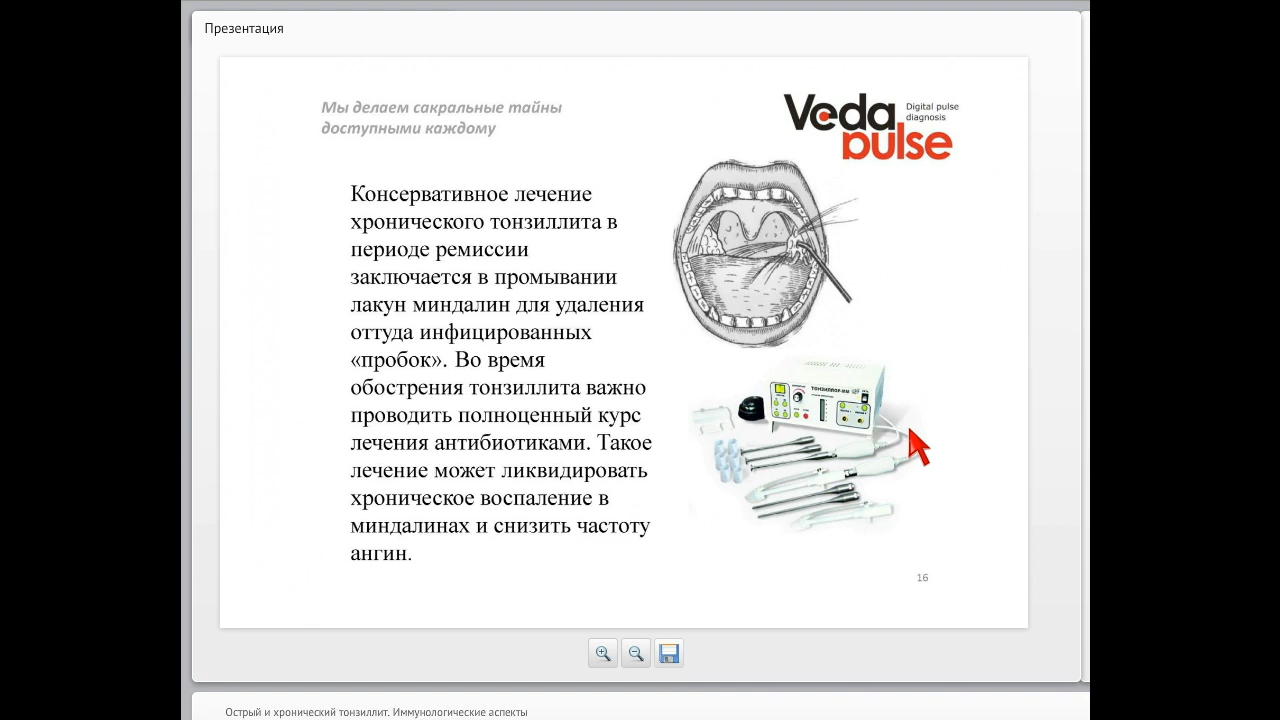 Презентация
Мы делаем сакральные тайны
доступными каждому
Veda
pulse
Digital pulse
diagnosis
Консервативное лечение
хронического тонзиллита в
периоде ремиссии
заключается в промывании
лакун миндалин для удаления
оттуда инфицированных
«пробок». Во время
обострения тонзиллита важно
проводить полноценный курс
лечения антибиотиками. Такое
лечение может ликвидировать
хроническое воспаление в
миндалинах и снизить частоту
ангин.
ТОНЗИЛЛОР-ММ
16
Острый и хронический тонзиллит. Иммунологические аспекты